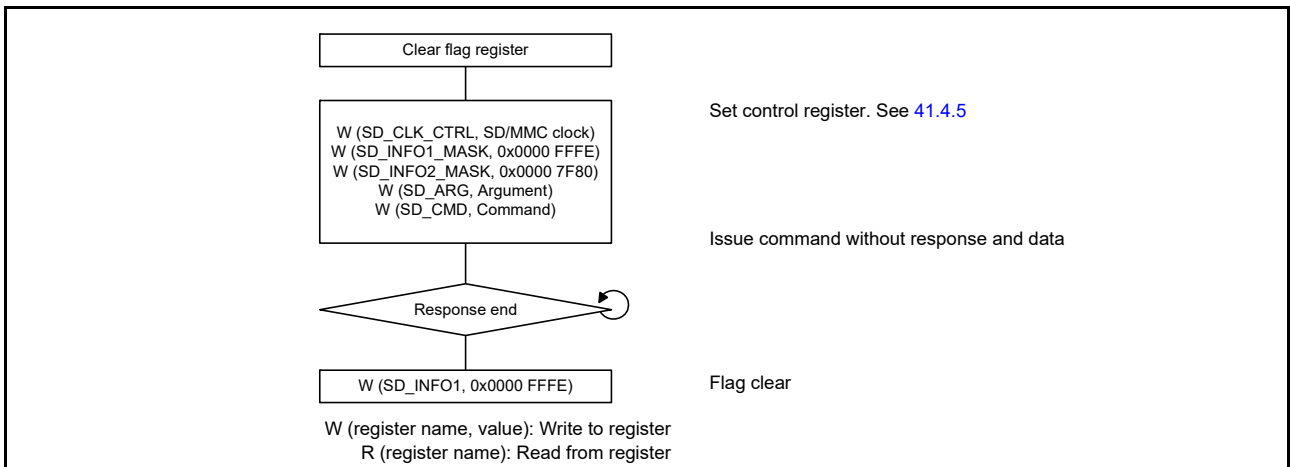 Clear flag register
Set control register. See 41.4.5
W (SD_CLK_CTRL, SD/MMC clock)
W (SD_INFO1_MASK, 0x0000 FFFE)
W (SD_INFO2_MASK, 0x0000 7F80)
W (SD_ARG, Argument)
W (SD_CMD, Command)
Issue command without response and data
Response end
W (SD_INFO1, 0x0000 FFFE)
Flag clear
W (register name, value): Write to register
R (register name): Read from register